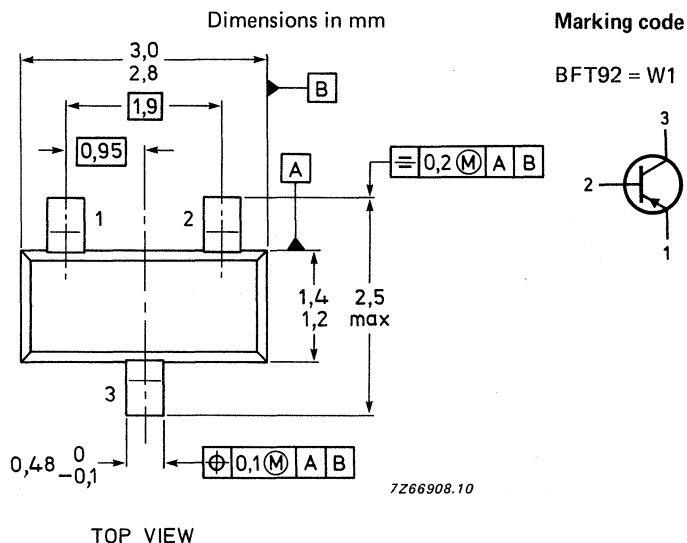 Dimensions in mm
Marking code
3,0
2,8
B
BFT92 = W1
1,9
0,95
A
0,2 Ⓜ A B
3
2
1
1
2
1,4
1,2
2,5
max
3
0,48 0
-0,1
0,1 Ⓜ A B
7Z66908.10
TOP VIEW